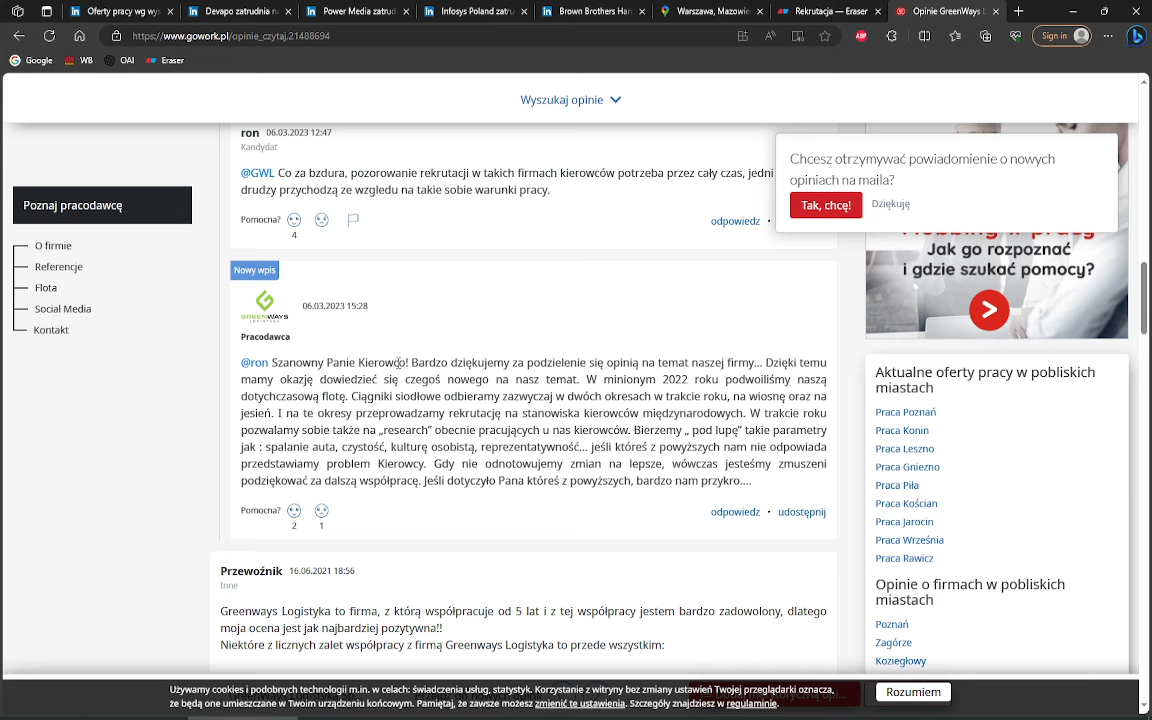 Oferty pracy wg wy
Devapo zatrudnia n
Power Media zatrud
Infosys Poland zatru
Brown Brothers Har
Warszawa, Mazowie
Rekrutacja — Eraser
Opinie GreenWays L
https://www.gowork.pl/opinie_czytaj,21488694
ABP
Sign in
Google
WB
OAI
Eraser
Wyszukaj opinie
ron 06.03.2023 12:47
Kandydat
@GWL Co za bzdura, pozorowanie rekrutacji w takich firmach kierowców potrzeba przez cały czas, jedni
drudzy przychodzą ze względu na takie sobie warunki pracy.
Pomocna?
4
odpowiedz •
Chcesz otrzymywać powiadomienie o nowych
opiniach na maila?
Tak, chcę!
Dziękuję
Poznaj pracodawcę
O firmie
Referencje
Flota
Social Media
Kontakt
Nowy wpis
GREENWAYS
LOGISTYKA
06.03.2023 15:28
Pracodawca
@ron Szanowny Panie Kierowco! Bardzo dziękujemy za podzielenie się opinią na temat naszej firmy... Dzięki temu
mamy okazję dowiedzieć się czegoś nowego na nasz temat. W minionym 2022 roku podwoiliśmy naszą
dotychczasową flotę. Ciągniki siodłowe odbieramy zazwyczaj w dwóch okresach w trakcie roku, na wiosnę oraz na
jesień. I na te okresy przeprowadzamy rekrutację na stanowiska kierowców międzynarodowych. W trakcie roku
pozwalamy sobie także na „research” obecnie pracujących u nas kierowców. Bierzemy „ pod lupę” takie parametry
jak : spalanie auta, czystość, kulturę osobistą, reprezentatywność... jeśli któreś z powyższych nam nie odpowiada
przedstawiamy problem Kierowcy. Gdy nie odnotowujemy zmian na lepsze, wówczas jesteśmy zmuszeni
podziękować za dalszą współpracę. Jeśli dotyczyło Pana któreś z powyższych, bardzo nam przykro....
Pomocna?
2 1
odpowiedz • udostępnij
Przewoźnik 16.06.2021 18:56
Inne
Greenways Logistyka to firma, z którą współpracuje od 5 lat i z tej współpracy jestem bardzo zadowolony, dlatego
moja ocena jest jak najbardziej pozytywna!!
Niektóre z licznych zalet współpracy z firmą Greenways Logistyka to przede wszystkim:
Jak go rozpoznać
i gdzie szukać pomocy?
Aktualne oferty pracy w pobliskich
miastach
Praca Poznań
Praca Konin
Praca Leszno
Praca Gniezno
Praca Piła
Praca Kościan
Praca Jarocin
Praca Września
Praca Rawicz
Opinie o firmach w pobliskich
miastach
Poznań
Zagórze
Koziegłowy
Używamy cookies i podobnych technologii m.in. w celach: świadczenia usług, statystyk. Korzystanie z witryny bez zmiany ustawień Twojej przeglądarki oznacza,
że będą one umieszczane w Twoim urządzeniu końcowym. Pamiętaj, że zawsze możesz zmienić te ustawienia. Szczegóły znajdziesz w regulaminie.
Rozumiem